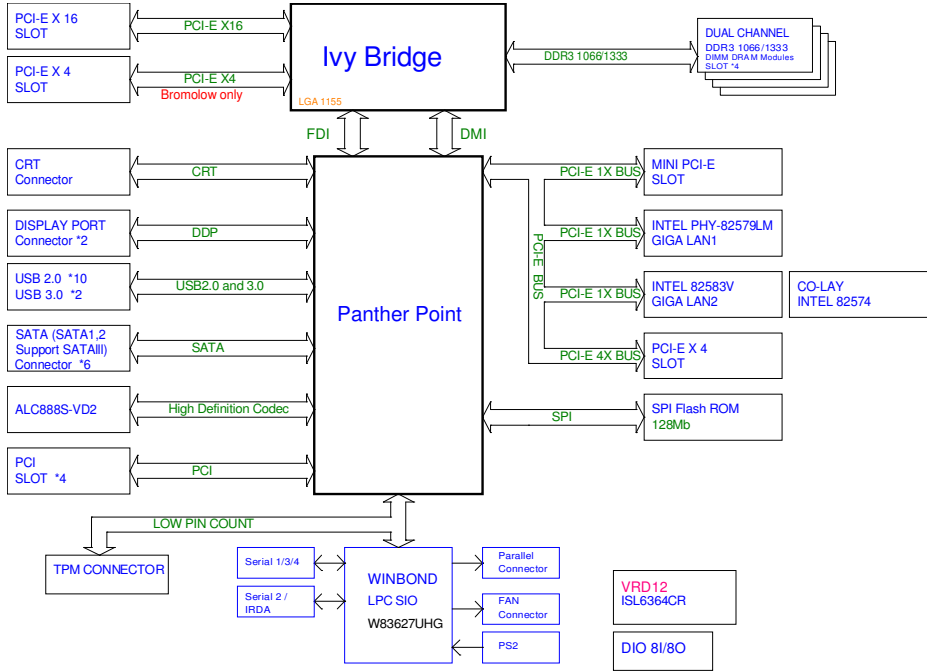 PCI-E X 16
SLOT
PCI-E X16
Ivy Bridge
LGA 1155
DDR3 1066/1333
DUAL CHANNEL
DDR3 1066/1333
DIMM DRAM Modules
SLOT *4
PCI-E X 4
SLOT
PCI-E X4
Bromolow only
FDI
DMI
CRT
Connector
CRT
DISPLAY PORT
Connector *2
DDP
USB 2.0 *10
USB 3.0 *2
USB2.0 and 3.0
SATA (SATA1,2
Support SATAIII)
Connector *6
SATA
ALC888S-VD2
High Definition Codec
PCI
SLOT *4
PCI
Panther Point
PCI-E 1X BUS
MINI PCI-E
SLOT
PCI-E 1X BUS
INTEL PHY-82579LM
GIGA LAN1
PCI-E BUS
PCI-E 1X BUS
INTEL 82583V
GIGA LAN2
CO-LAY
INTEL 82574
PCI-E 4X BUS
PCI-E X 4
SLOT
SPI
SPI Flash ROM
128Mb
LOW PIN COUNT
TPM CONNECTOR
Serial 1/3/4
Serial 2 /
IRDA
WINBOND
LPC SIO
W83627UHG
Parallel
Connector
FAN
Connector
PS2
VRD12
ISL6364CR
DIO 8I/8O